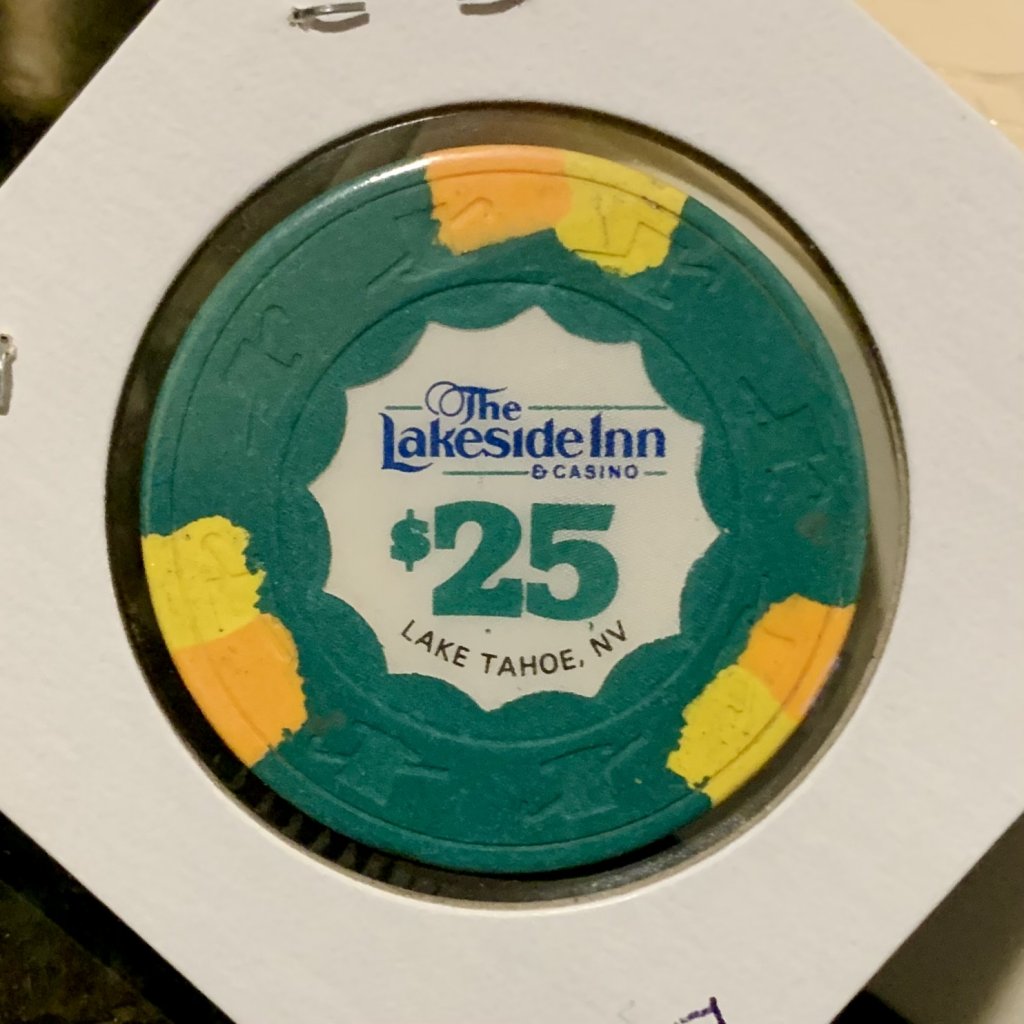 The
Lakeside Inn
& CASINO
$25
LAKE TAHOE, NV